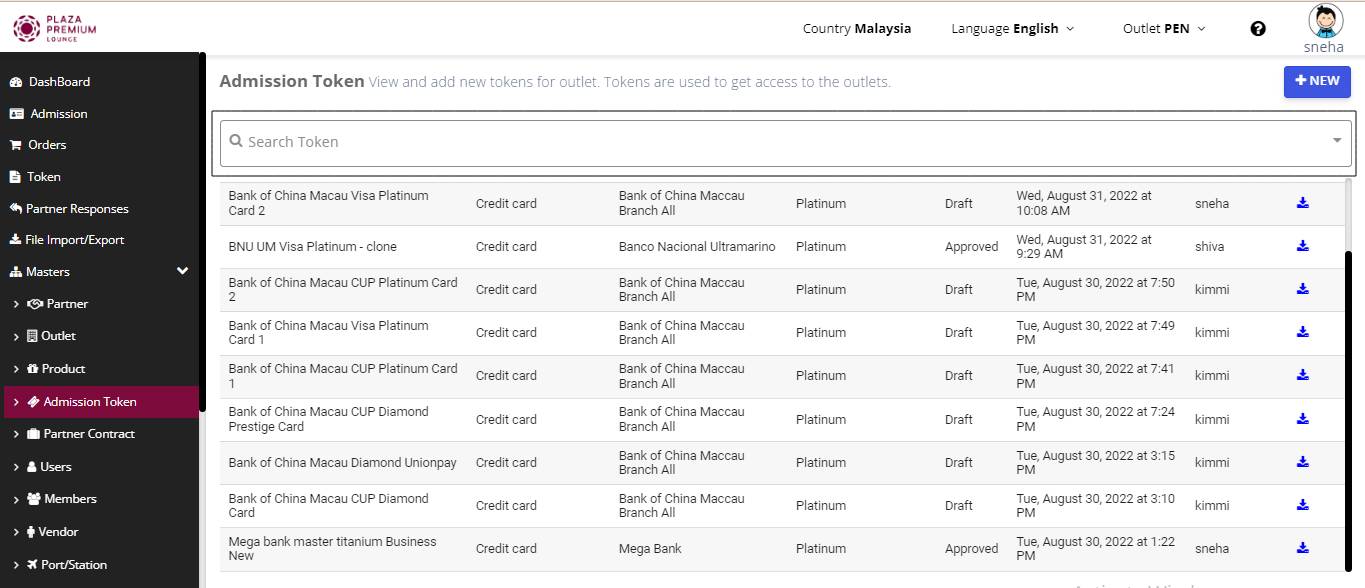 PLAZA
PREMIUM
LOUNGE
Country Malaysia
Language English
Outlet PEN
sneha
DashBoard
Admission
Orders
Token
Partner Responses
File Import/Export
Masters
Partner
Outlet
Product
Admission Token
Partner Contract
Users
Members
Vendor
Port/Station
Admission Token View and add new tokens for outlet. Tokens are used to get access to the outlets.
NEW
Search Token
Bank of China Macau Visa Platinum
Card 2
Credit card
Bank of China Maccau
Branch All
Platinum
Draft
Wed, August 31, 2022 at
10:08 AM
sneha
BNU UM Visa Platinum - clone
Credit card
Banco Nacional Ultramarino
Platinum
Approved
Wed, August 31, 2022 at
9:29 AM
shiva
Bank of China Macau CUP Platinum Card
2
Credit card
Bank of China Maccau
Branch All
Platinum
Draft
Tue, August 30, 2022 at 7:50
PM
kimmi
Bank of China Macau Visa Platinum
Card 1
Credit card
Bank of China Maccau
Branch All
Platinum
Draft
Tue, August 30, 2022 at 7:49
PM
kimmi
Bank of China Macau CUP Platinum Card
1
Credit card
Bank of China Maccau
Branch All
Platinum
Draft
Tue, August 30, 2022 at 7:41
PM
kimmi
Bank of China Macau CUP Diamond
Prestige Card
Credit card
Bank of China Maccau
Branch All
Platinum
Draft
Tue, August 30, 2022 at 7:24
PM
kimmi
Bank of China Macau Diamond Unionpay
Credit card
Bank of China Maccau
Branch All
Platinum
Draft
Tue, August 30, 2022 at 3:15
PM
kimmi
Bank of China Macau CUP Diamond
Card
Credit card
Bank of China Maccau
Branch All
Platinum
Draft
Tue, August 30, 2022 at 3:10
PM
kimmi
Mega bank master titanium Business
New
Credit card
Mega Bank
Platinum
Approved
Tue, August 30, 2022 at 1:22
PM
sneha